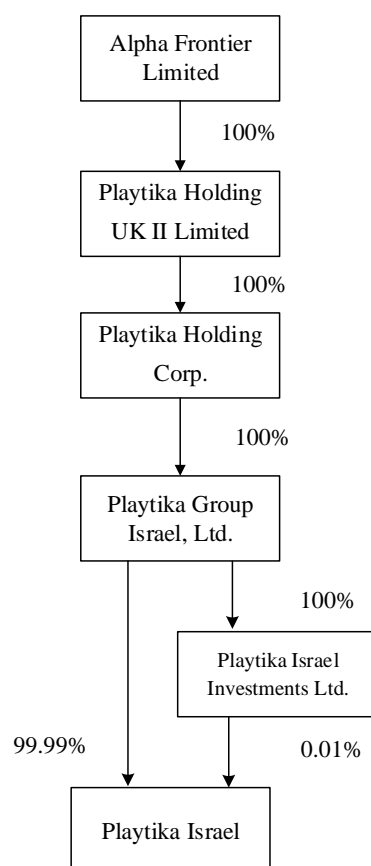 Alpha Frontier
Limited
100%
Playtika Holding
UK II Limited
100%
Playtika Holding
Corp.
100%
Playtika Group
Israel, Ltd.
100%
Playtika Israel
Investments Ltd.
99.99%
0.01%
Playtika Israel